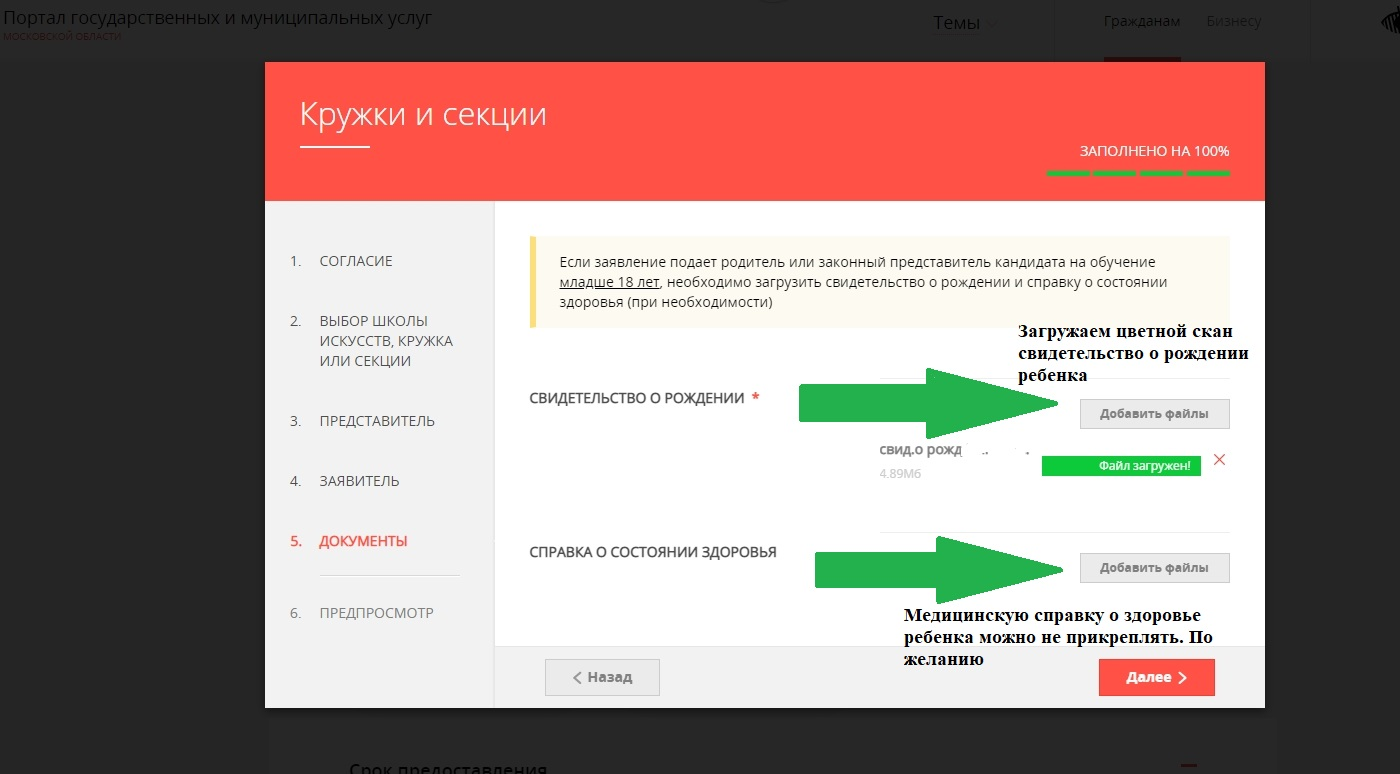 Портал государственных и муниципальных услуг
МОСКОВСКОЙ ОБЛАСТИ
Темы
Гражданам
Бизнесу
Кружки и секции
ЗАПОЛНЕНО НА 100%
1. СОГЛАСИЕ
2. ВЫБОР ШКОЛЫ
ИСКУССТВ, КРУЖКА
ИЛИ СЕКЦИИ
3. ПРЕДСТАВИТЕЛЬ
4. ЗАЯВИТЕЛЬ
5. ДОКУМЕНТЫ
6. ПРЕДПРОСМОТР
Если заявление подает родитель или законный представитель кандидата на обучение
младше 18 лет, необходимо загрузить свидетельство о рождении и справку о состоянии
здоровья (при необходимости)
Загружаем цветной скан
свидетельство о рождении
ребенка
СВИДЕТЕЛЬСТВО О РОЖДЕНИИ *
Добавить файлы
свид.о рожд
Файл загружен!
4.89Мб
СПРАВКА О СОСТОЯНИИ ЗДОРОВЬЯ
Добавить файлы
Медицинскую справку о здоровье
ребенка можно не прикреплять. По
желанию
Назад
Далее
Срок предоставления